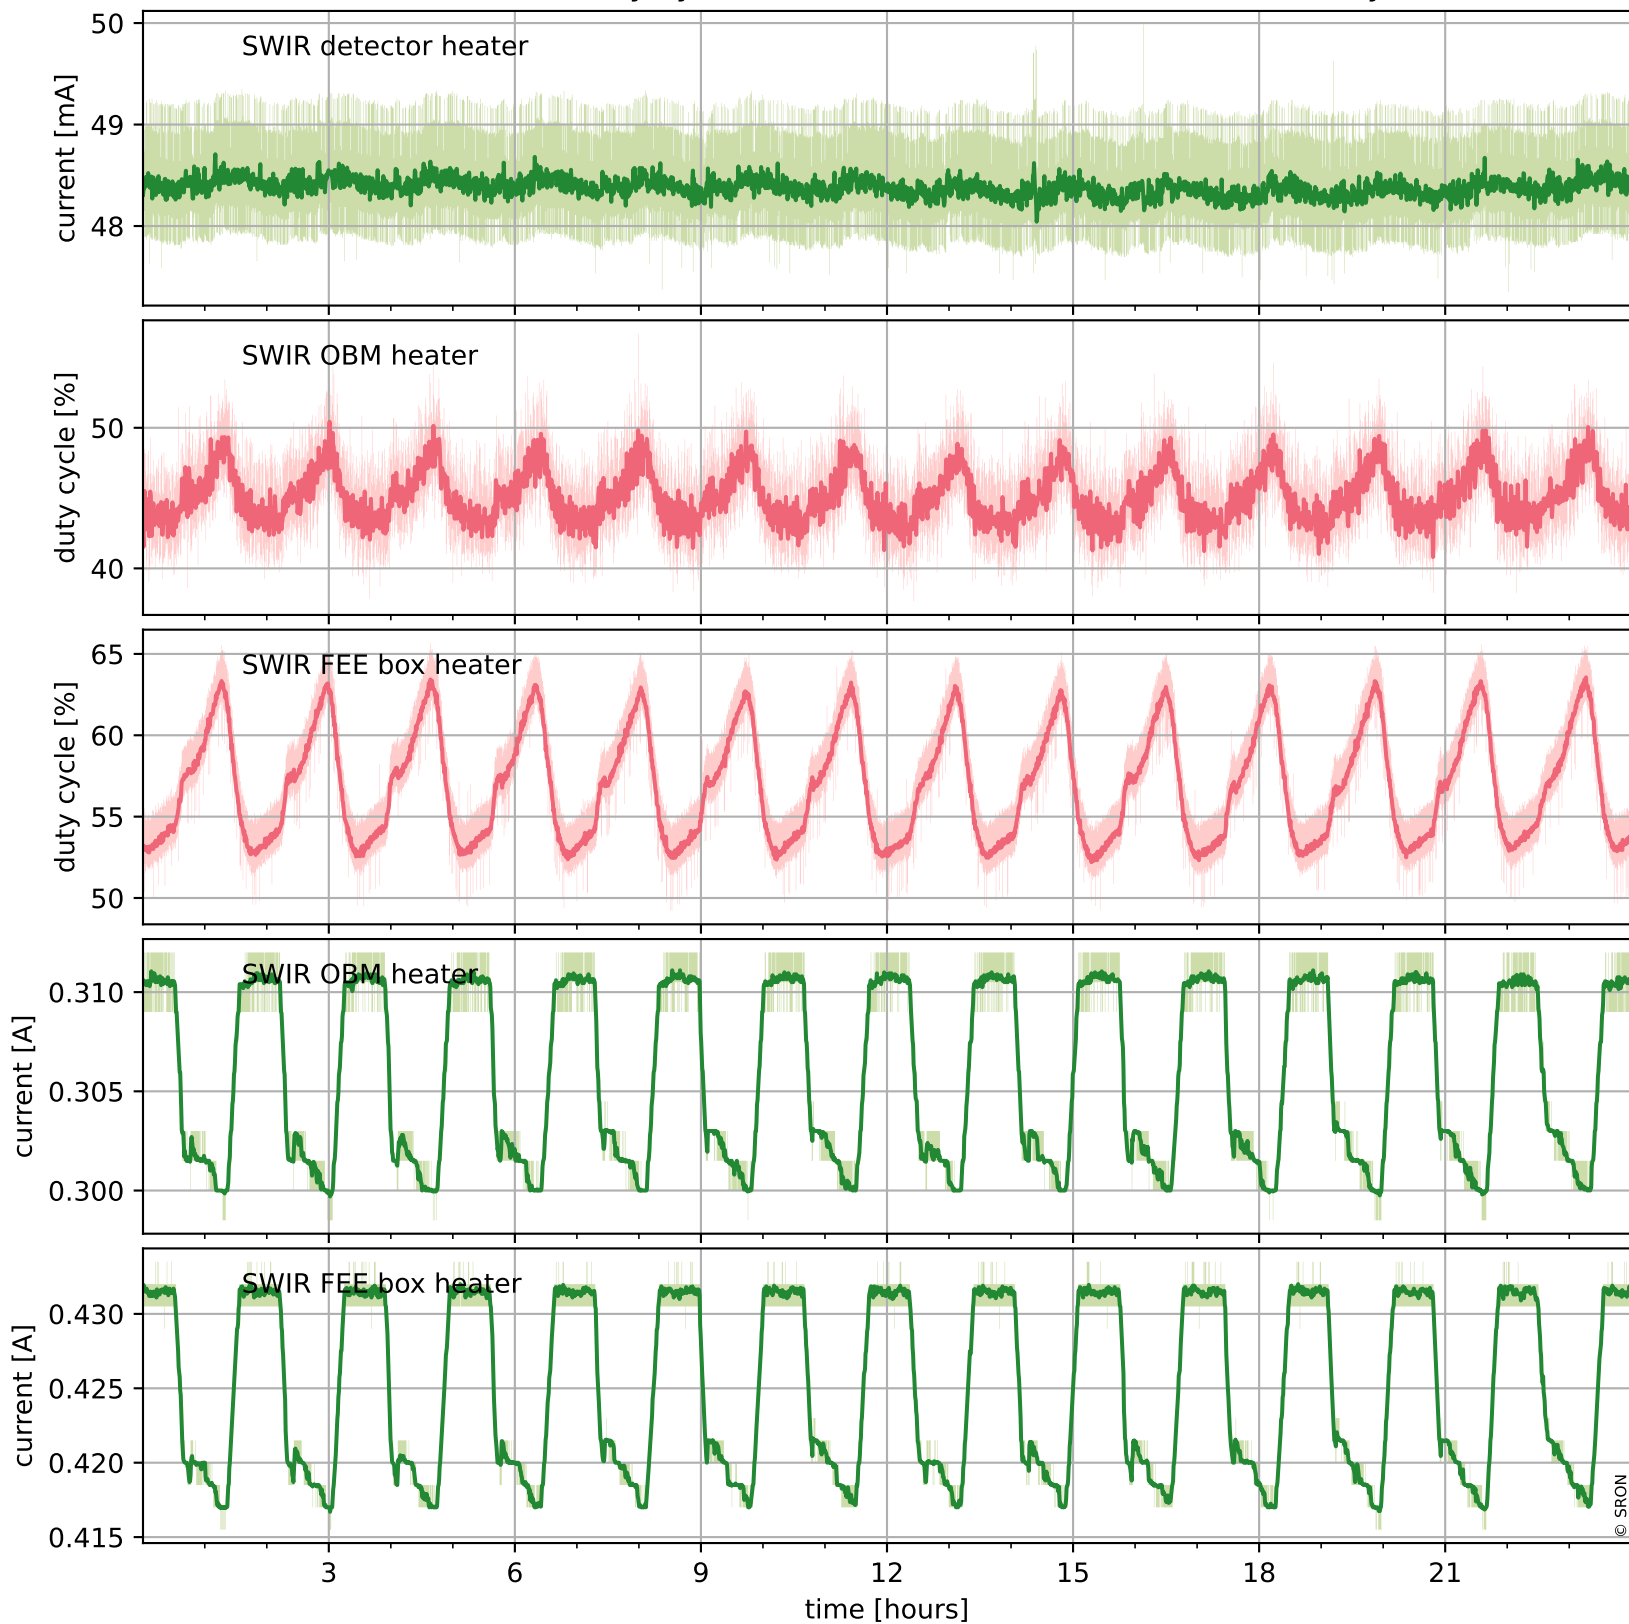 50
SWIR detector heater
49
48
current [mA]
SWIR OBM heater
50
40
duty cycle [%]
65
SWIR FEE box heater
60
55
50
duty cycle [%]
SWIR OBM heater
0.310
0.305
0.300
current [A]
SWIR FEE box heater
0.430
0.425
0.420
0.415
current [A]
© SRON
3 6 9 12 15 18 21
time [hours]